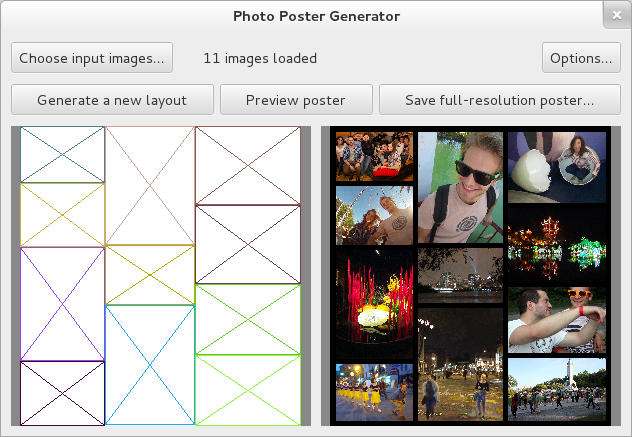 Photo Poster Generator
Choose input images...
11 images loaded
Options...
Generate a new layout
Preview poster
Save full-resolution poster...